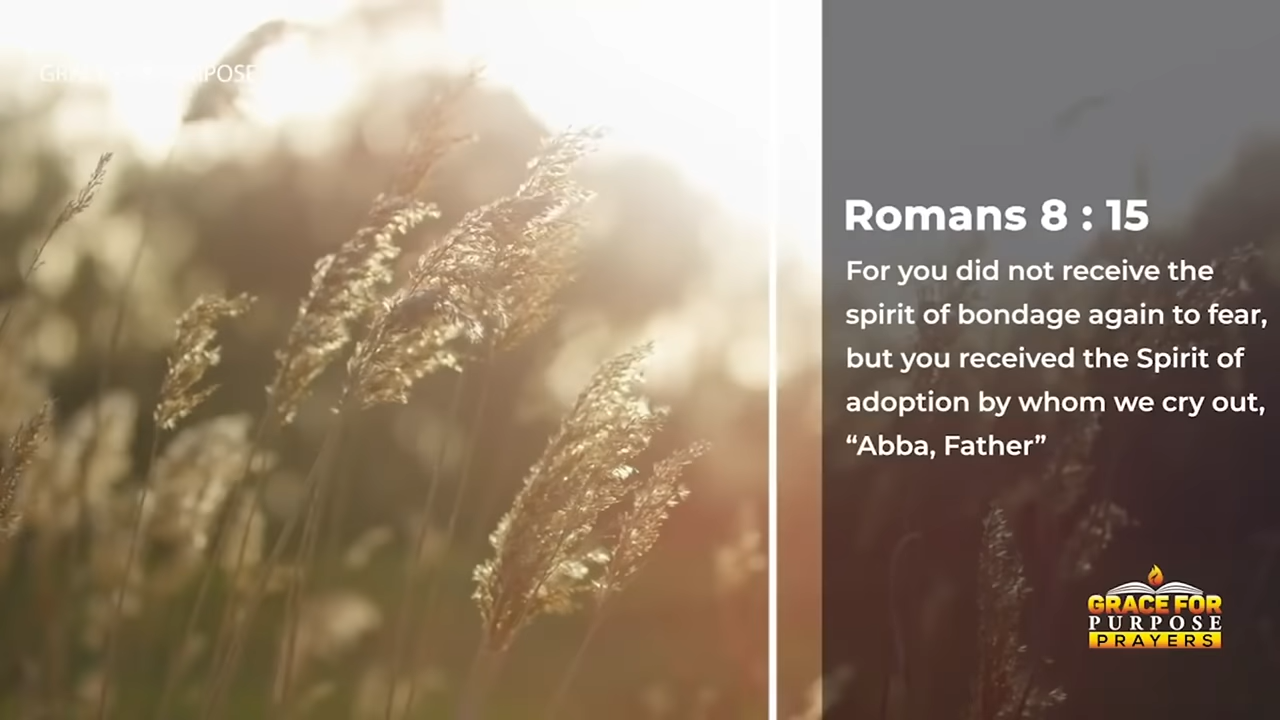 Romans 8 : 15
For you did not receive the
spirit of bondage again to fear,
but you received the Spirit of
adoption by whom we cry out,
“Abba, Father”
GRACE FOR
PURPOSE
PRAYERS